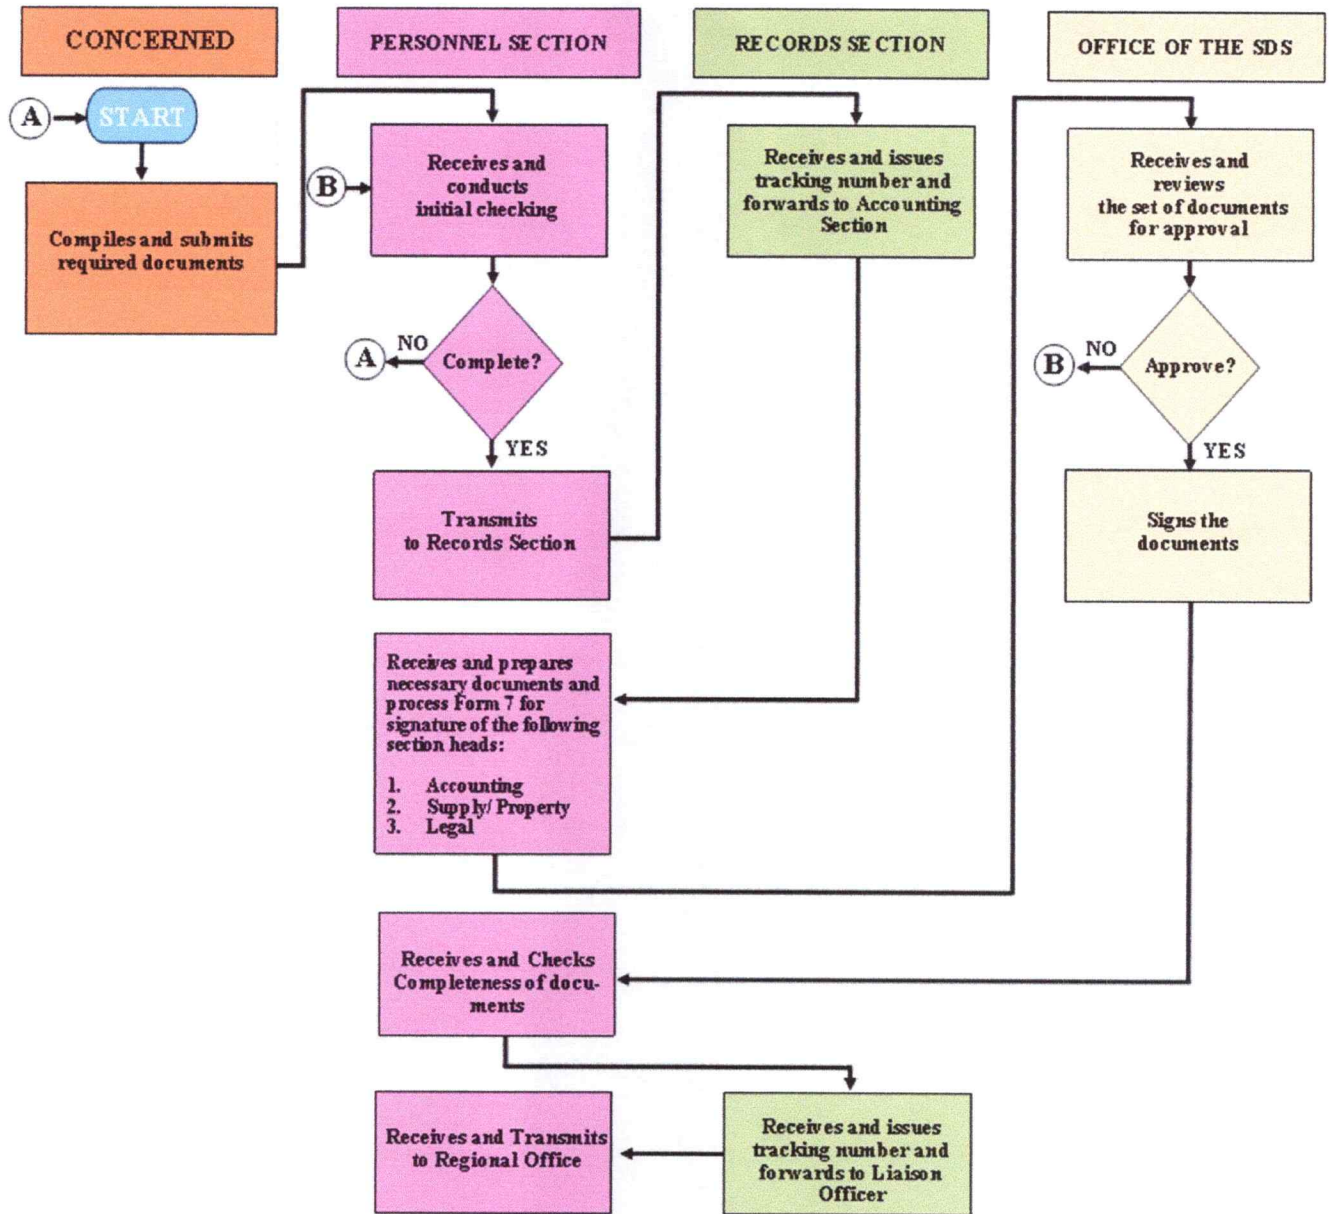 CONCERNED
PERSONNEL SECTION
RECORDS SECTION
OFFICE OF THE SDS
A
START
Compiles and submits
required documents
B
Receives and
conducts
initial checking
Complete?
NO
A
YES
Transmits
to Records Section
Receives and issues
tracking number and
forwards to Accounting
Section
Receives and prepares
necessary documents and
process Form 7 for
signature of the following
section heads:
1. Accounting
2. Supply/ Property
3. Legal
Receives and
reviews
the set of documents
for approval
Approve?
NO
B
YES
Signs the
documents
Receives and Checks
Completeness of docu-
ments
Receives and issues
tracking number and
forwards to Liaison
Officer
Receives and Transmits
to Regional Office